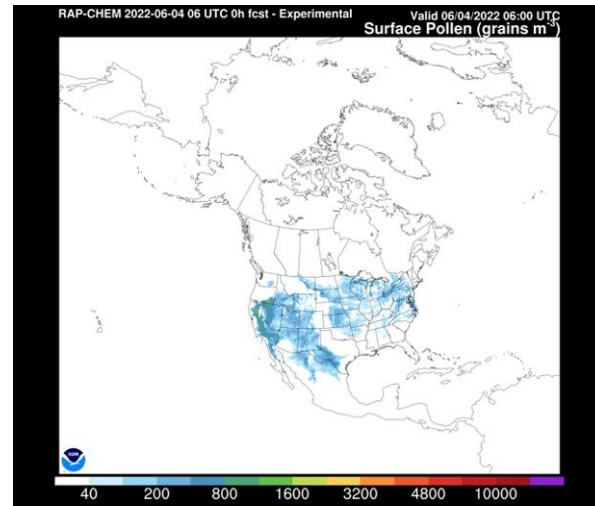 RAP-CHEM 2022-06-04 06 UTC 0h fcst - Experimental
Valid 06/04/2022 06:00 UTC
Surface Pollen (grains m⁻³)
NOAA
40 200 800 1600 3200 4800 10000